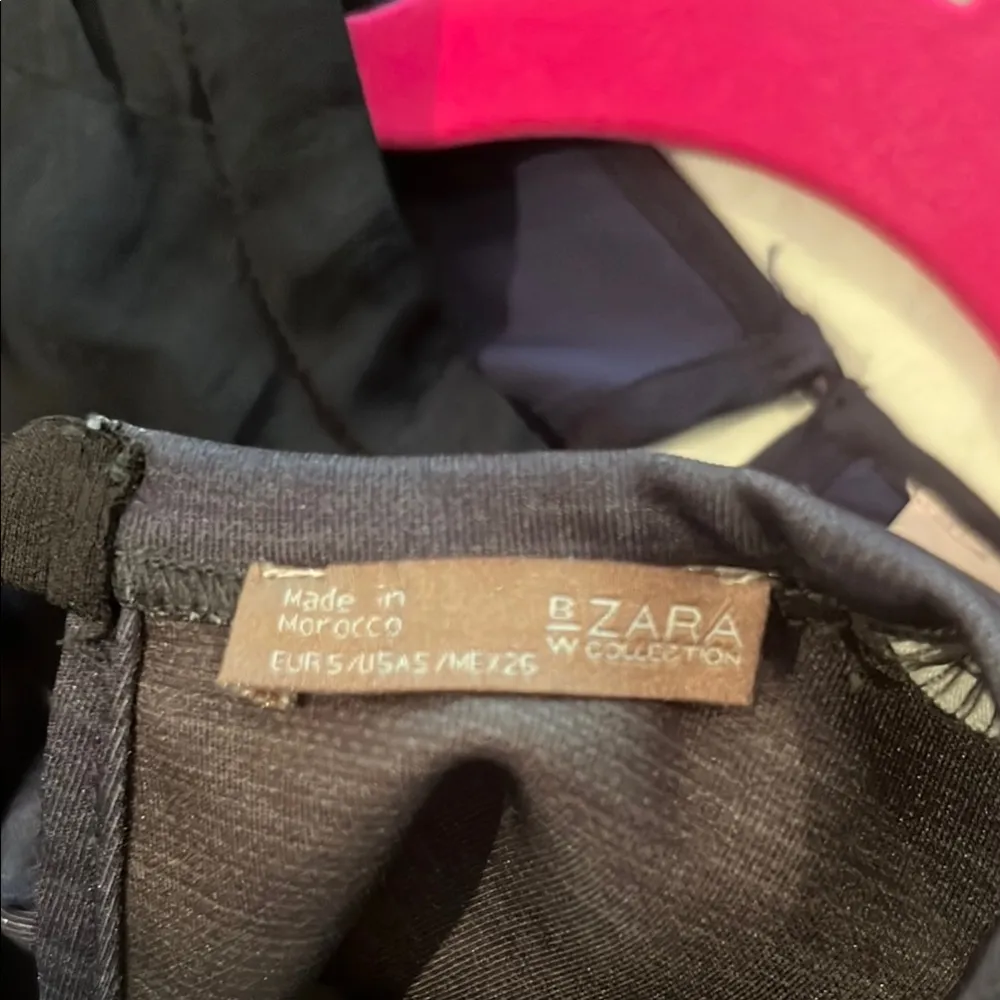 Made in
Morocco
EUR S/USA S/MEX 26
B
W
ZARA
COLLECTION